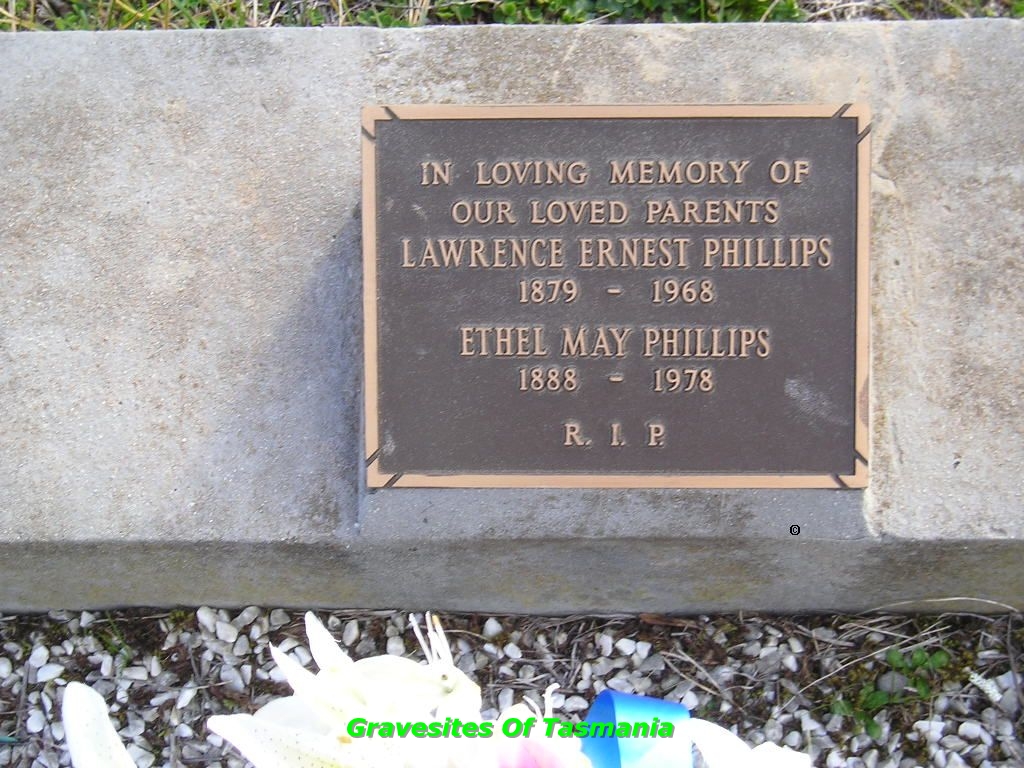 IN LOVING MEMORY OF
OUR LOVED PARENTS
LAWRENCE ERNEST PHILLIPS
1879 - 1968
ETHEL MAY PHILLIPS
1888 - 1978
R. I. P.
©
Gravesites Of Tasmania